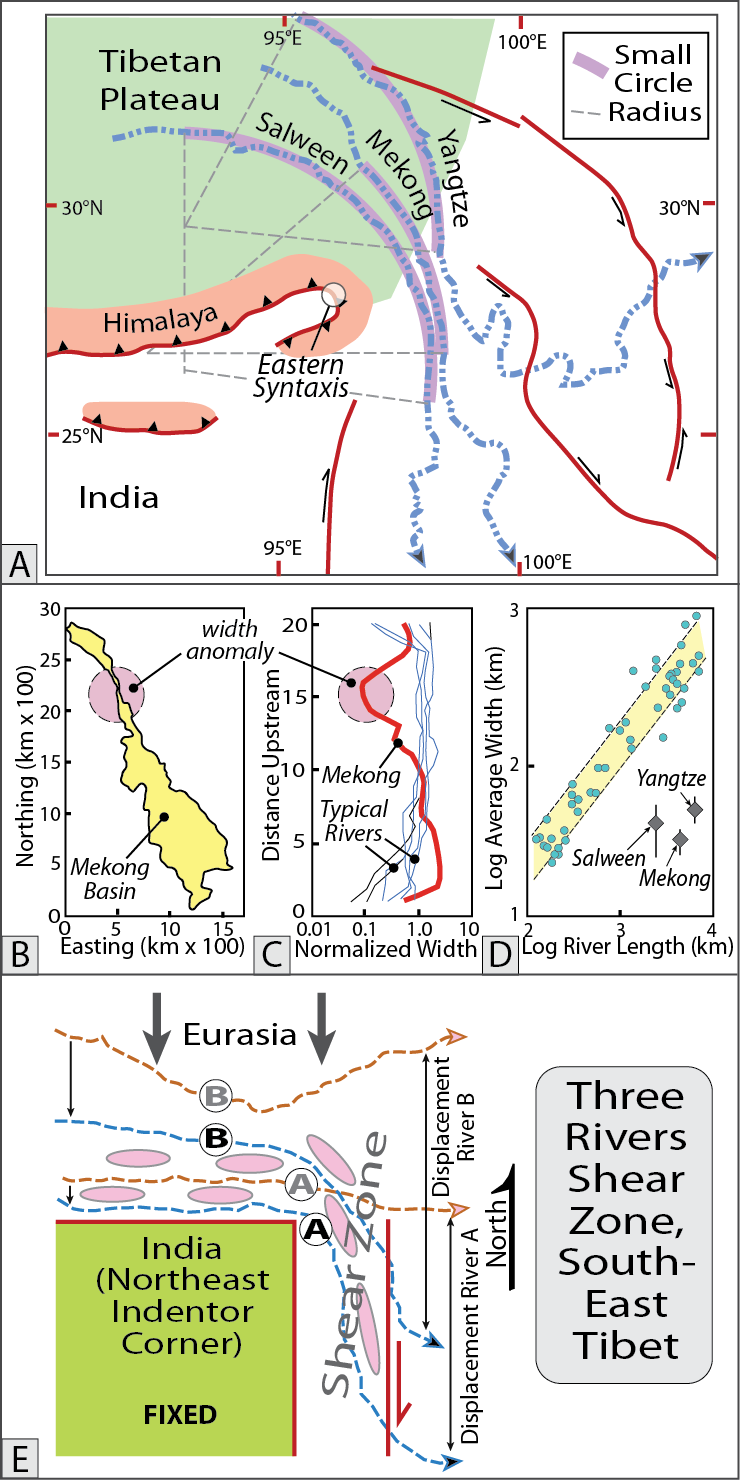 95°E
100°E
Tibetan
Plateau
Small
Circle
Radius
Salween
Mekong
Yangtze
30°N
30°N
Himalaya
Eastern
Syntaxis
25°N
India
95°E
100°E
A
30
25
20
15
10
5
0
Northing (km x 100)
0
5
10
15
Easting (km x 100)
width
anomaly
Mekong
Basin
B
20
15
10
5
0
Distance Upstream
0.01
0.1
1.0
10
Normalized Width
Mekong
Typical
Rivers
C
3
2
1
Log Average Width (km)
2
3
4
Log River Length (km)
Yangtze
Salween
Mekong
D
Eurasia
B
B
A
A
Shear Zone
Displacement
River B
Displacement River A
North
India
(Northeast
Indentor
Corner)
FIXED
E
Three
Rivers
Shear
Zone,
South-
East
Tibet